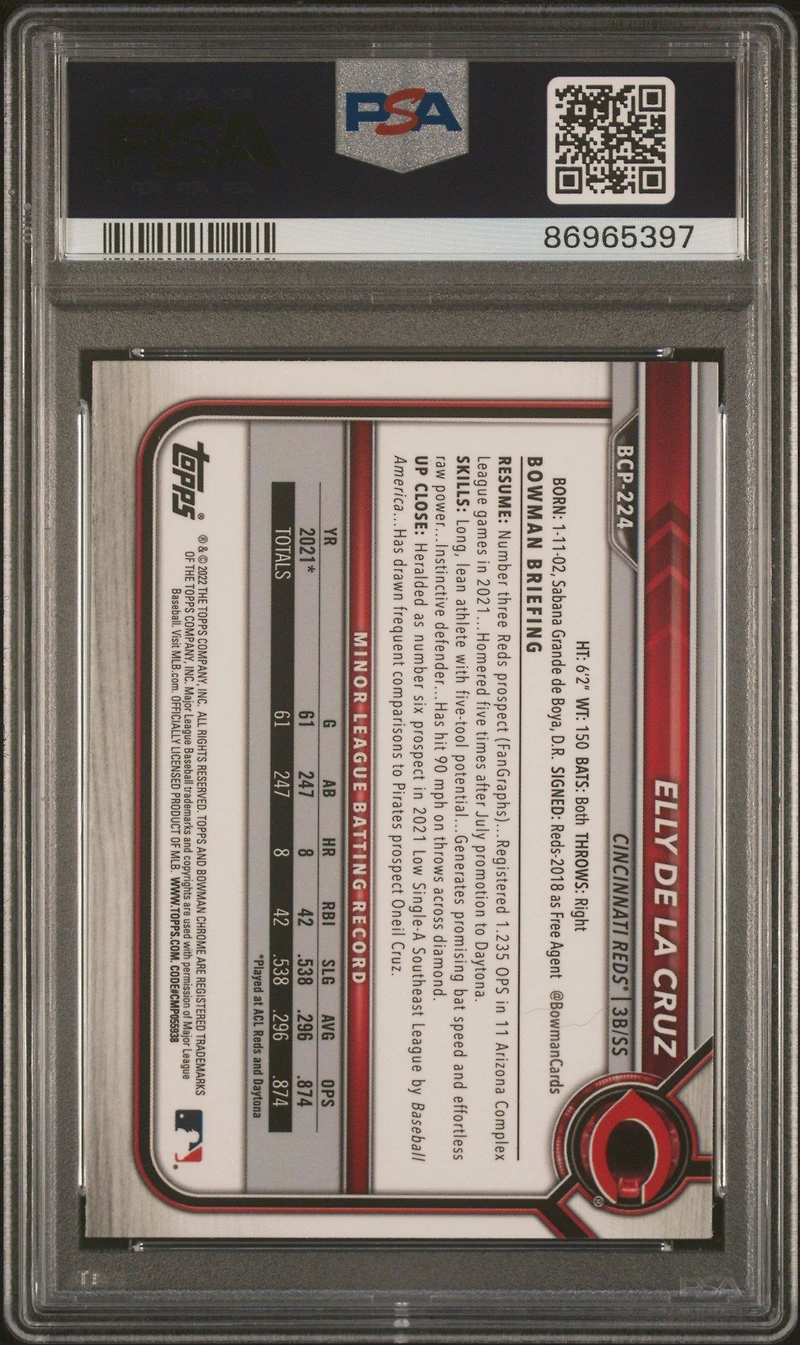 PSA
86965397
BCP-224
ELLY DE LA CRUZ
CINCINNATI REDS® | 3B/SS
HT: 6'2" WT: 150 BATS: Both THROWS: Right
BORN: 1-11-02, Sabana Grande de Boya, D.R. SIGNED: Reds-2018 as Free Agent @BowmanCards
BOWMAN BRIEFING
RESUME: Number three Reds prospect (FanGraphs)...Registered 1.235 OPS in 11 Arizona Complex
League games in 2021...Homered five times after July promotion to Daytona.
SKILLS: Long, lean athlete with five-tool potential...Generates promising bat speed and effortless
raw power...Instinctive defender...Has hit 90 mph on throws across diamond.
UP CLOSE: Heralded as number six prospect in 2021 Low Single-A Southeast League by Baseball
America...Has drawn frequent comparisons to Pirates prospect Oneil Cruz.
MINOR LEAGUE BATTING RECORD
YR G AB HR RBI SLG AVG OPS
2021* 61 247 8 42 .538 .296 .874
TOTALS 61 247 8 42 .538 .296 .874
*Played at ACL Reds and Daytona
topps®
® & © 2022 THE TOPPS COMPANY, INC. ALL RIGHTS RESERVED. TOPPS AND BOWMAN CHROME ARE REGISTERED TRADEMARKS
OF THE TOPPS COMPANY, INC. Major League Baseball trademarks and copyrights are used with permission of Major League
Baseball. Visit MLB.com. OFFICIALLY LICENSED PRODUCT OF MLB. WWW.TOPPS.COM. CODE#CMP055938
PSA